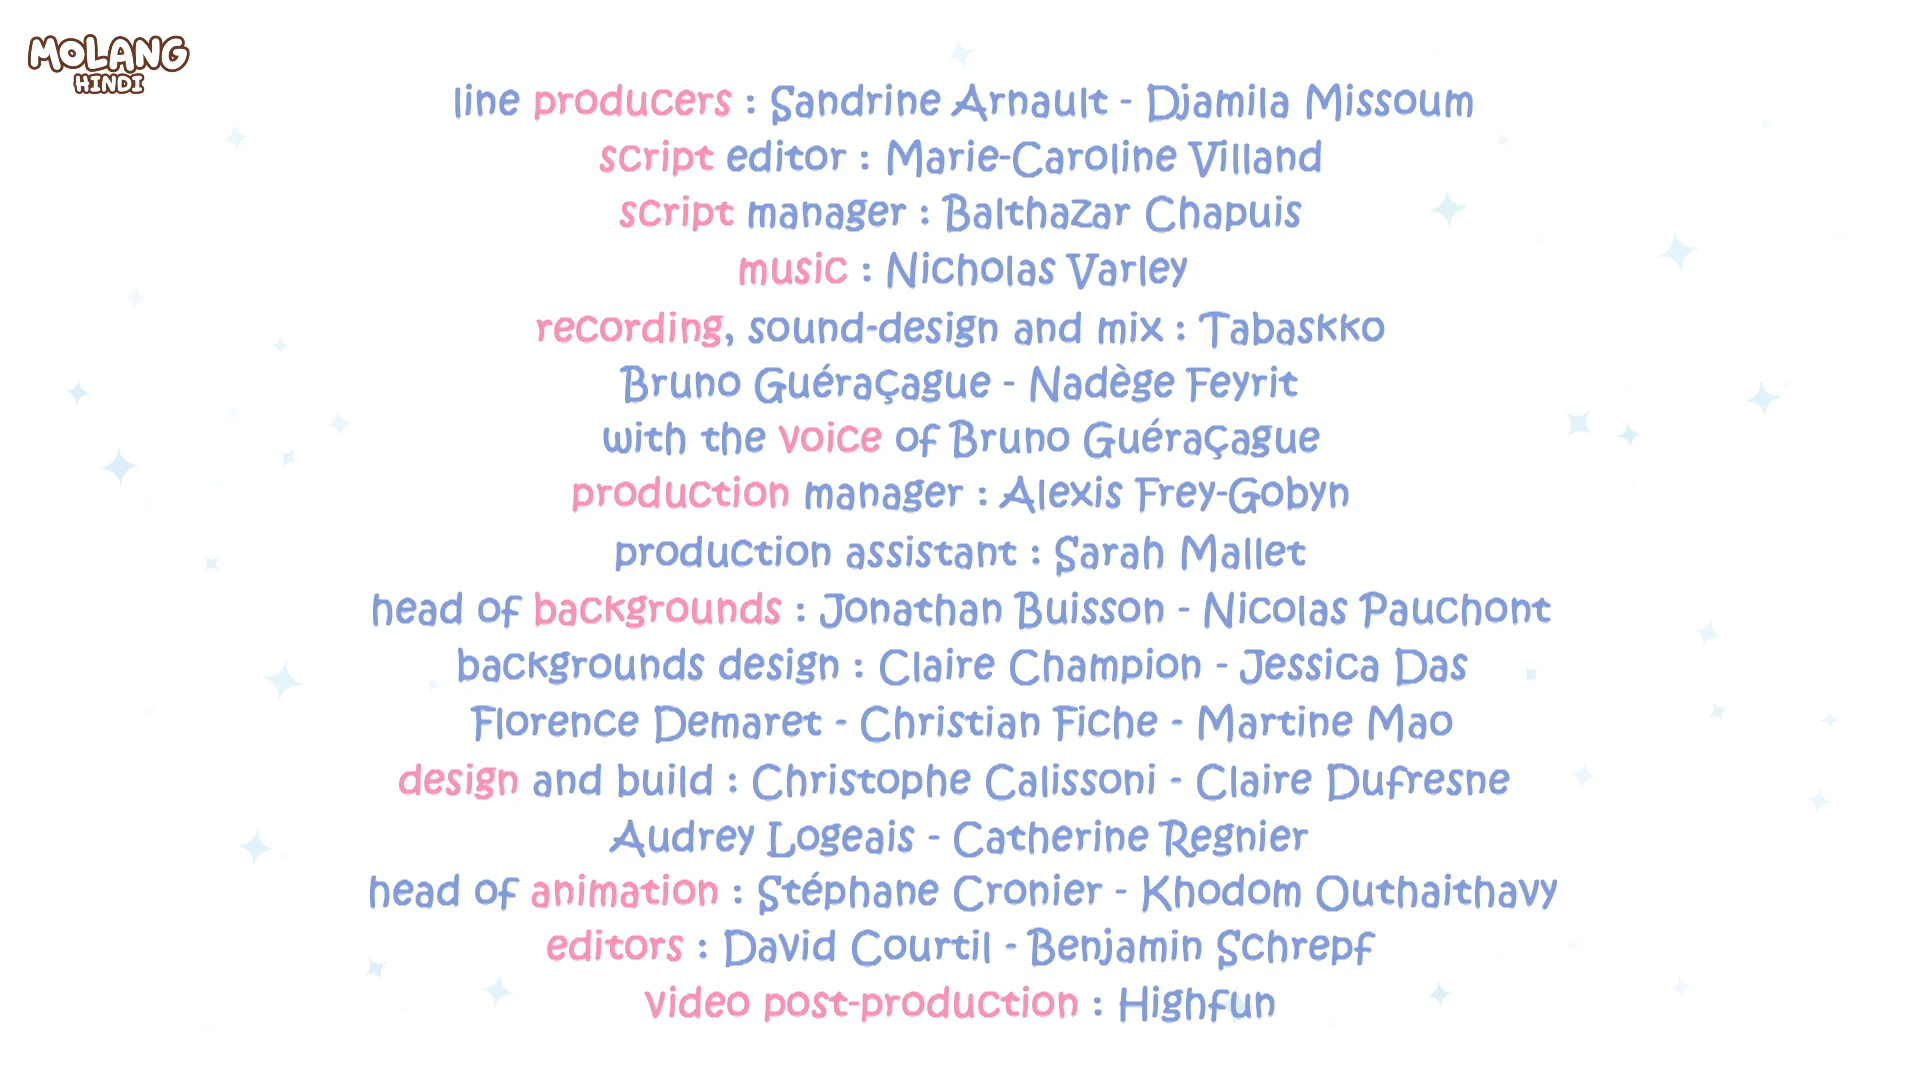 MOLANG
HINDI
line producers : Sandrine Arnault - Djamila Missoum
script editor : Marie-Caroline Villand
script manager : Balthazar Chapuis
music : Nicholas Varley
recording, sound-design and mix : Tabaskko
Bruno Guéraçague - Nadège Feyrit
with the voice of Bruno Guéraçague
production manager : Alexis Frey-Gobyn
production assistant : Sarah Mallet
head of backgrounds : Jonathan Buisson - Nicolas Pauchont
backgrounds design : Claire Champion - Jessica Das
Florence Demaret - Christian Fiche - Martine Mao
design and build : Christophe Calissoni - Claire Dufresne
Audrey Logeais - Catherine Regnier
head of animation : Stéphane Cronier - Khodom Outhaithavy
editors : David Courtil - Benjamin Schrepf
video post-production : Highfun